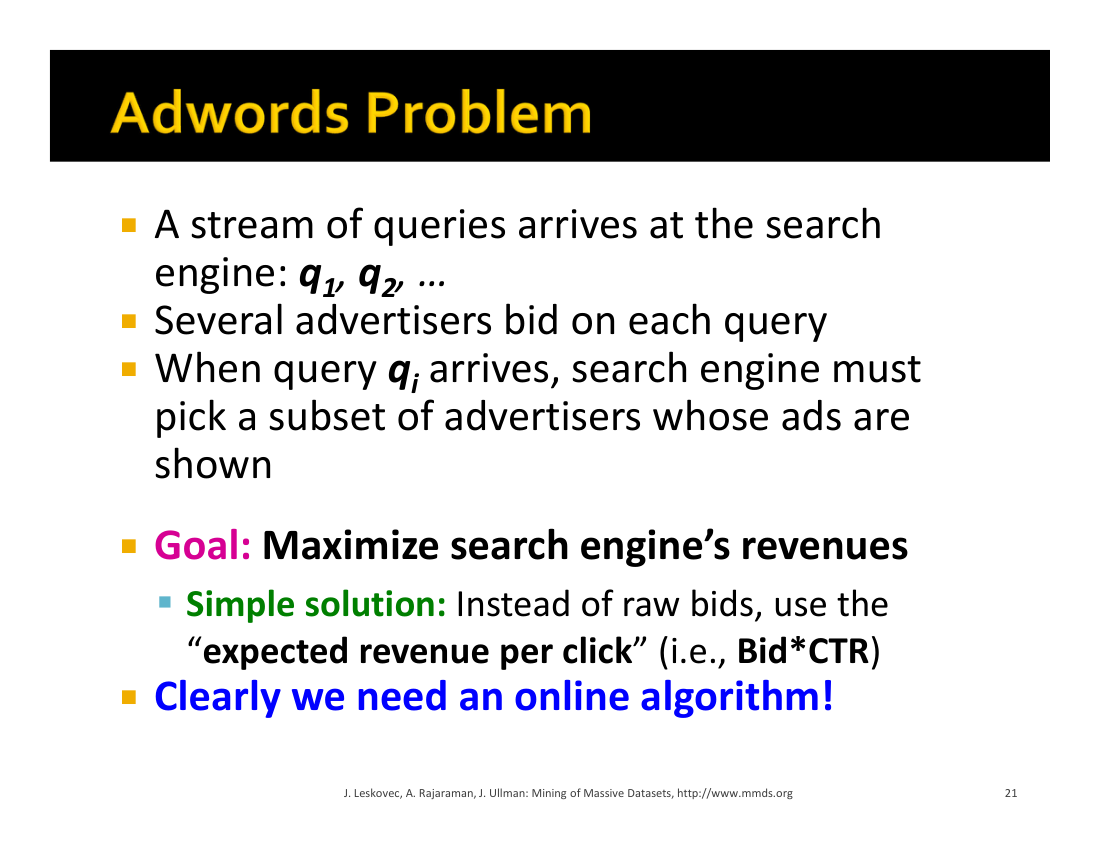 Adwords Problem
A stream of queries arrives at the search
engine: q1, q2, …
Several advertisers bid on each query
When query qi arrives, search engine must
pick a subset of advertisers whose ads are
shown
Goal: Maximize search engine’s revenues
Simple solution: Instead of raw bids, use the
“expected revenue per click” (i.e., Bid*CTR)
Clearly we need an online algorithm!
J. Leskovec, A. Rajaraman, J. Ullman: Mining of Massive Datasets, http://www.mmds.org
21